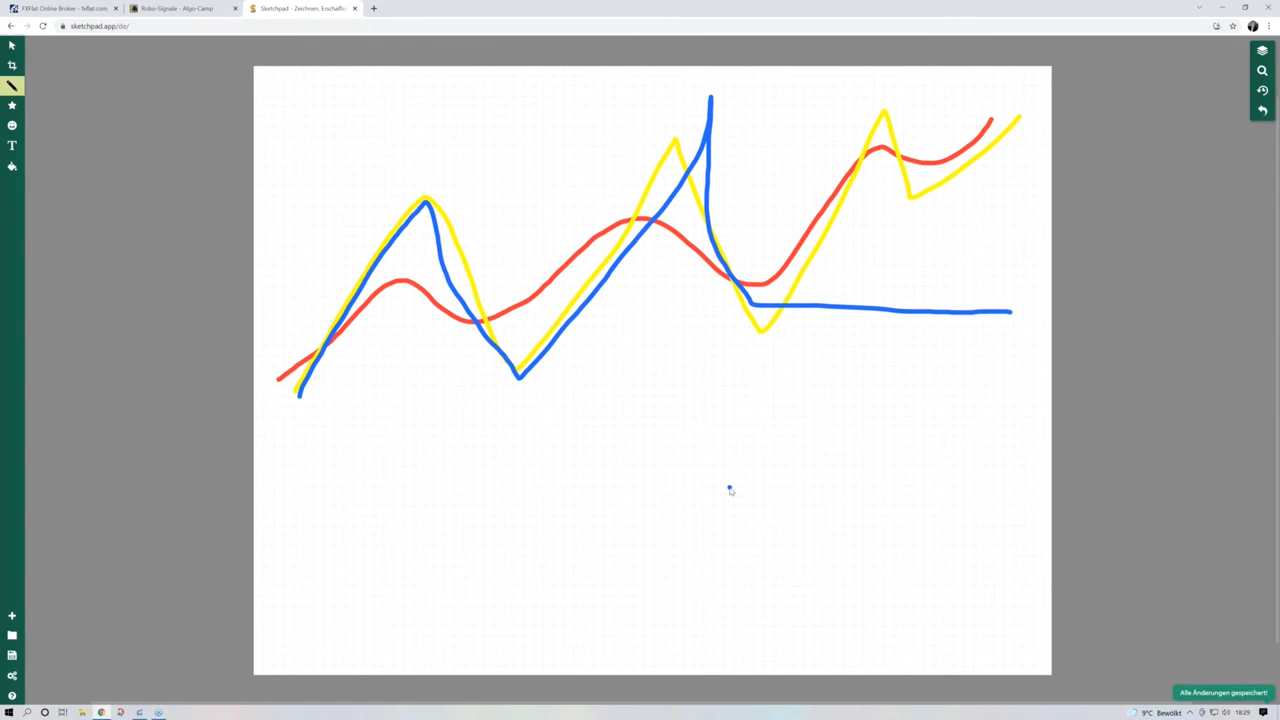 FXFlat Online Broker - fxflat.com
Robo-Signale - Algo-Camp
Sketchpad - Zeichnen, Erschaffe
sketchpad.app/de/
Alle Änderungen gespeichert!
9°C Bewölkt
18:29